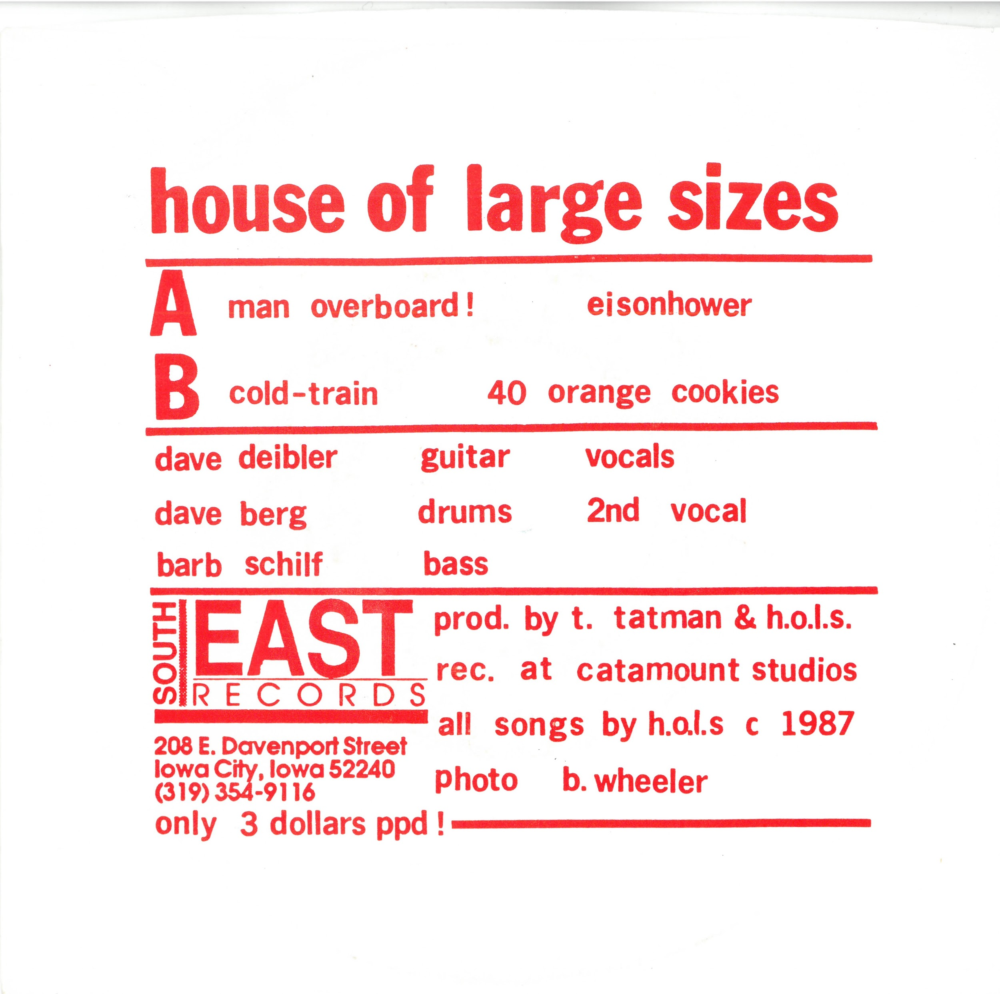 house of large sizes
A man overboard! eisonhower
B cold-train 40 orange cookies
dave deibler guitar vocals
dave berg drums 2nd vocal
barb schilf bass
SOUTH EAST RECORDS
prod. by t. tatman & h.o.l.s.
rec. at catamount studios
all songs by h.o.l.s c 1987
photo b. wheeler
208 E. Davenport Street
Iowa City, Iowa 52240
(319) 354-9116
only 3 dollars ppd!